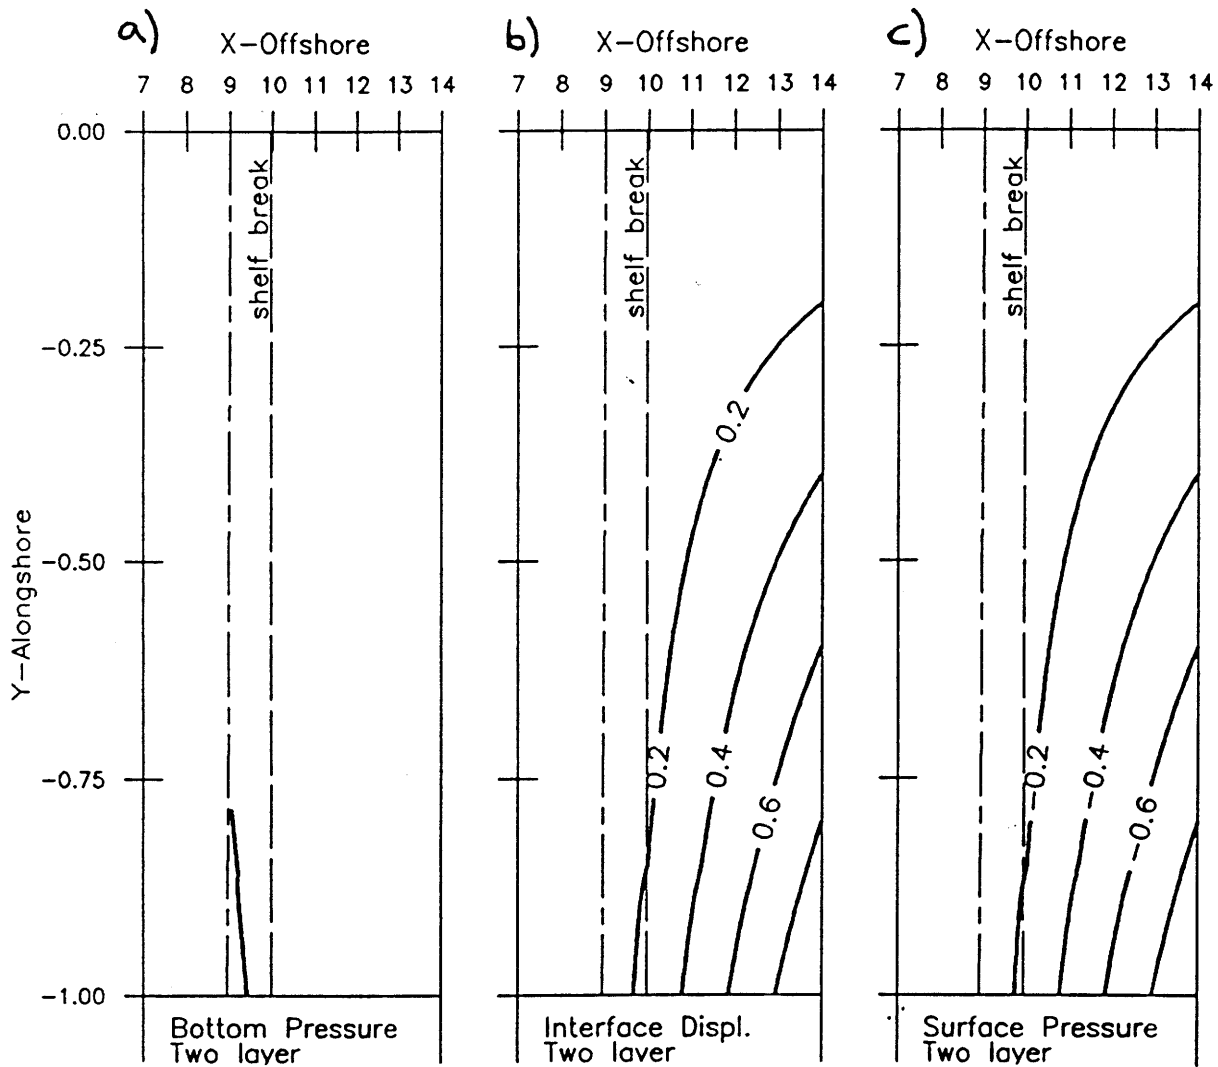 a) X-Offshore
7 8 9 10 11 12 13 14
b) X-Offshore
7 8 9 10 11 12 13 14
c) X-Offshore
7 8 9 10 11 12 13 14
0.00
-0.25
-0.50
-0.75
-1.00
Y-Alongshore
shelf break
Bottom Pressure
Two layer
shelf break
0.2
0.2
0.4
0.6
Interface Displ.
Two layer
shelf break
-0.2
-0.4
-0.6
Surface Pressure
Two layer